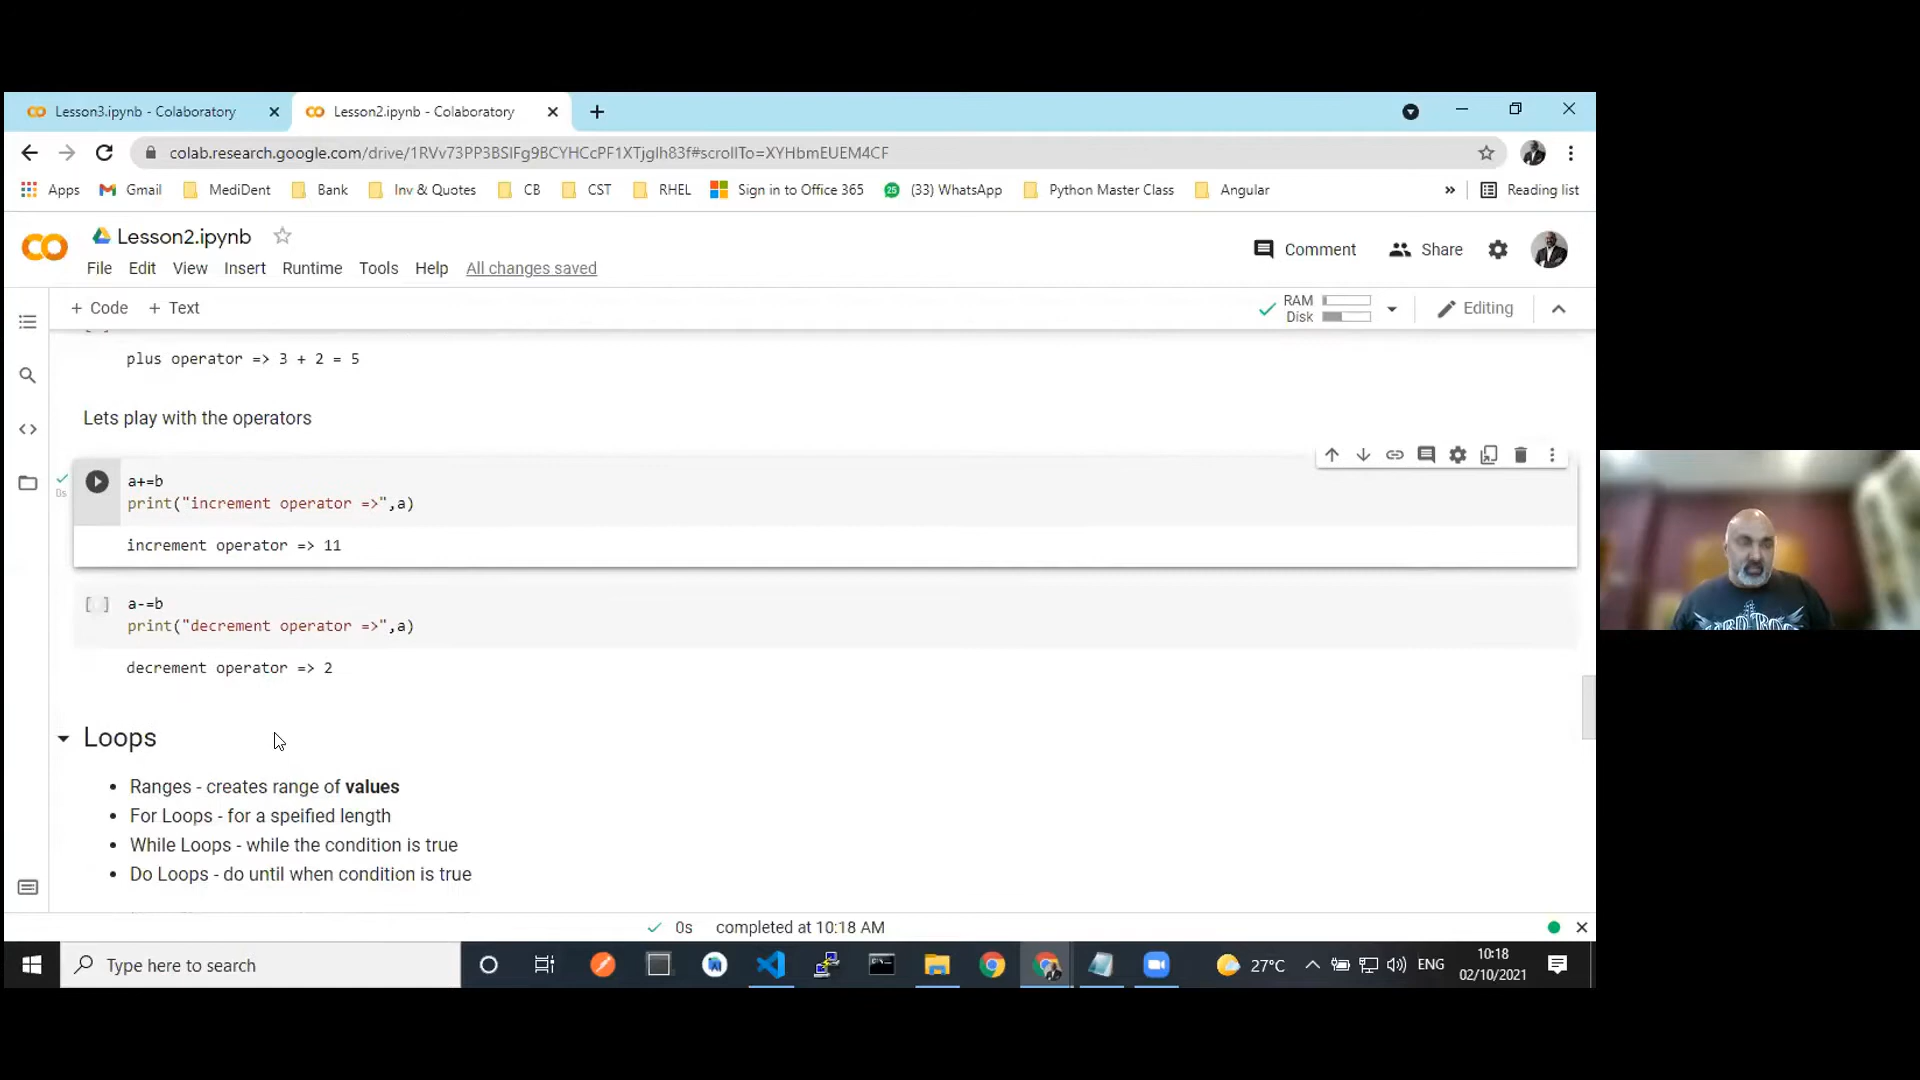 Lesson3.ipynb - Colaboratory
Lesson2.ipynb - Colaboratory
colab.research.google.com/drive/1RVv73PP3BSIFg9BCYHCcPF1XTjgIh83f#scrollTo=XYHbmEUEM4CF
Apps
Gmail
MediDent
Bank
Inv & Quotes
CB
CST
RHEL
Sign in to Office 365
(33) WhatsApp
Python Master Class
Angular
»
Reading list
Lesson2.ipynb
Comment
Share
File Edit View Insert Runtime Tools Help All changes saved
+ Code + Text
RAM
Disk
Editing
plus operator => 3 + 2 = 5
Lets play with the operators
a+=b
print("increment operator =>",a)
0s
increment operator => 11
[ ]
a-=b
print("decrement operator =>",a)
decrement operator => 2
Loops
• Ranges - creates range of values
• For Loops - for a speified length
• While Loops - while the condition is true
• Do Loops - do until when condition is true
0s completed at 10:18 AM
Type here to search
27°C
ENG
10:18
02/10/2021